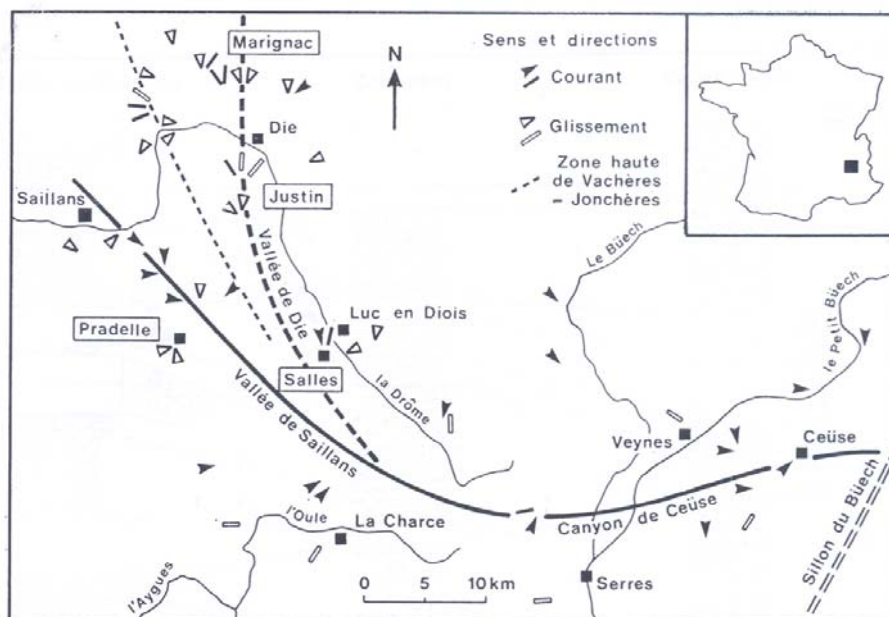 Marignac
N
Sens et directions
Courant
Glissement
Zone haute
de Vachères
- Jonchères
Die
Saillans
Justin
Vallée de Die
Le Büech
le Petit Büech
Pradelle
Luc en Diois
Salles
la Drôme
Vallée de Saillans
Veynes
Ceüse
Canyon de Ceüse
Sillon du Büech
l'Oule
La Charce
l'Aygues
0 5 10 km
Serres